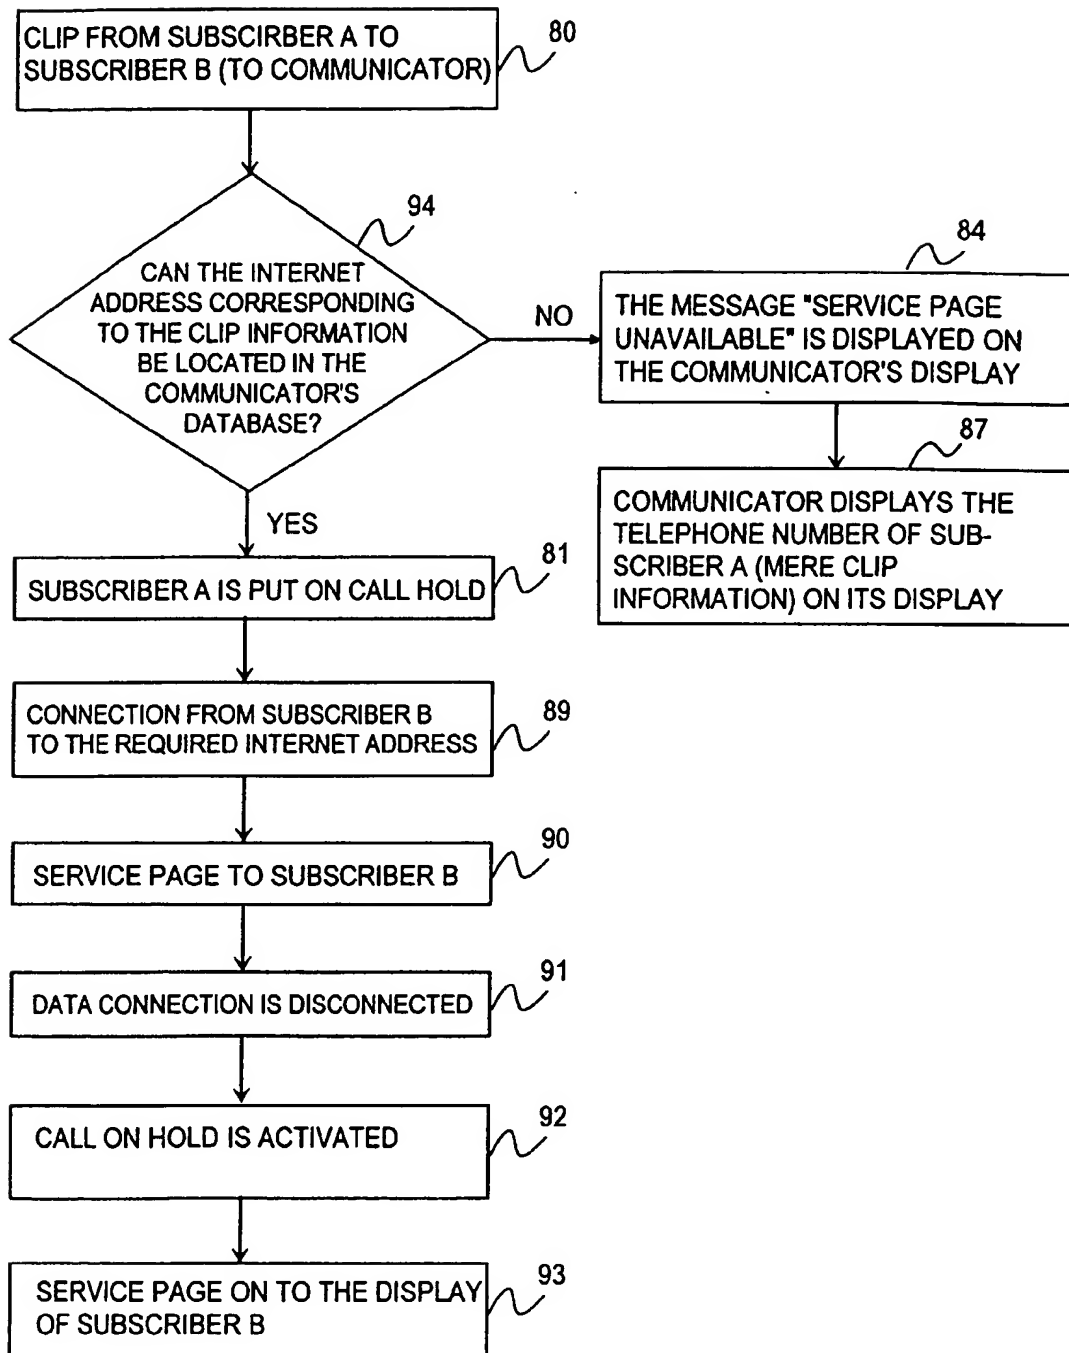 CLIP FROM SUBSCIRBER A TO
SUBSCRIBER B (TO COMMUNICATOR)
80
94
CAN THE INTERNET
ADDRESS CORRESPONDING
TO THE CLIP INFORMATION
BE LOCATED IN THE
COMMUNICATOR'S
DATABASE?
NO
84
THE MESSAGE "SERVICE PAGE
UNAVAILABLE" IS DISPLAYED ON
THE COMMUNICATOR'S DISPLAY
87
COMMUNICATOR DISPLAYS THE
TELEPHONE NUMBER OF SUB-
SCRIBER A (MERE CLIP
INFORMATION) ON ITS DISPLAY
YES
SUBSCRIBER A IS PUT ON CALL HOLD
81
CONNECTION FROM SUBSCRIBER B
TO THE REQUIRED INTERNET ADDRESS
89
SERVICE PAGE TO SUBSCRIBER B
90
DATA CONNECTION IS DISCONNECTED
91
CALL ON HOLD IS ACTIVATED
92
SERVICE PAGE ON TO THE DISPLAY
OF SUBSCRIBER B
93